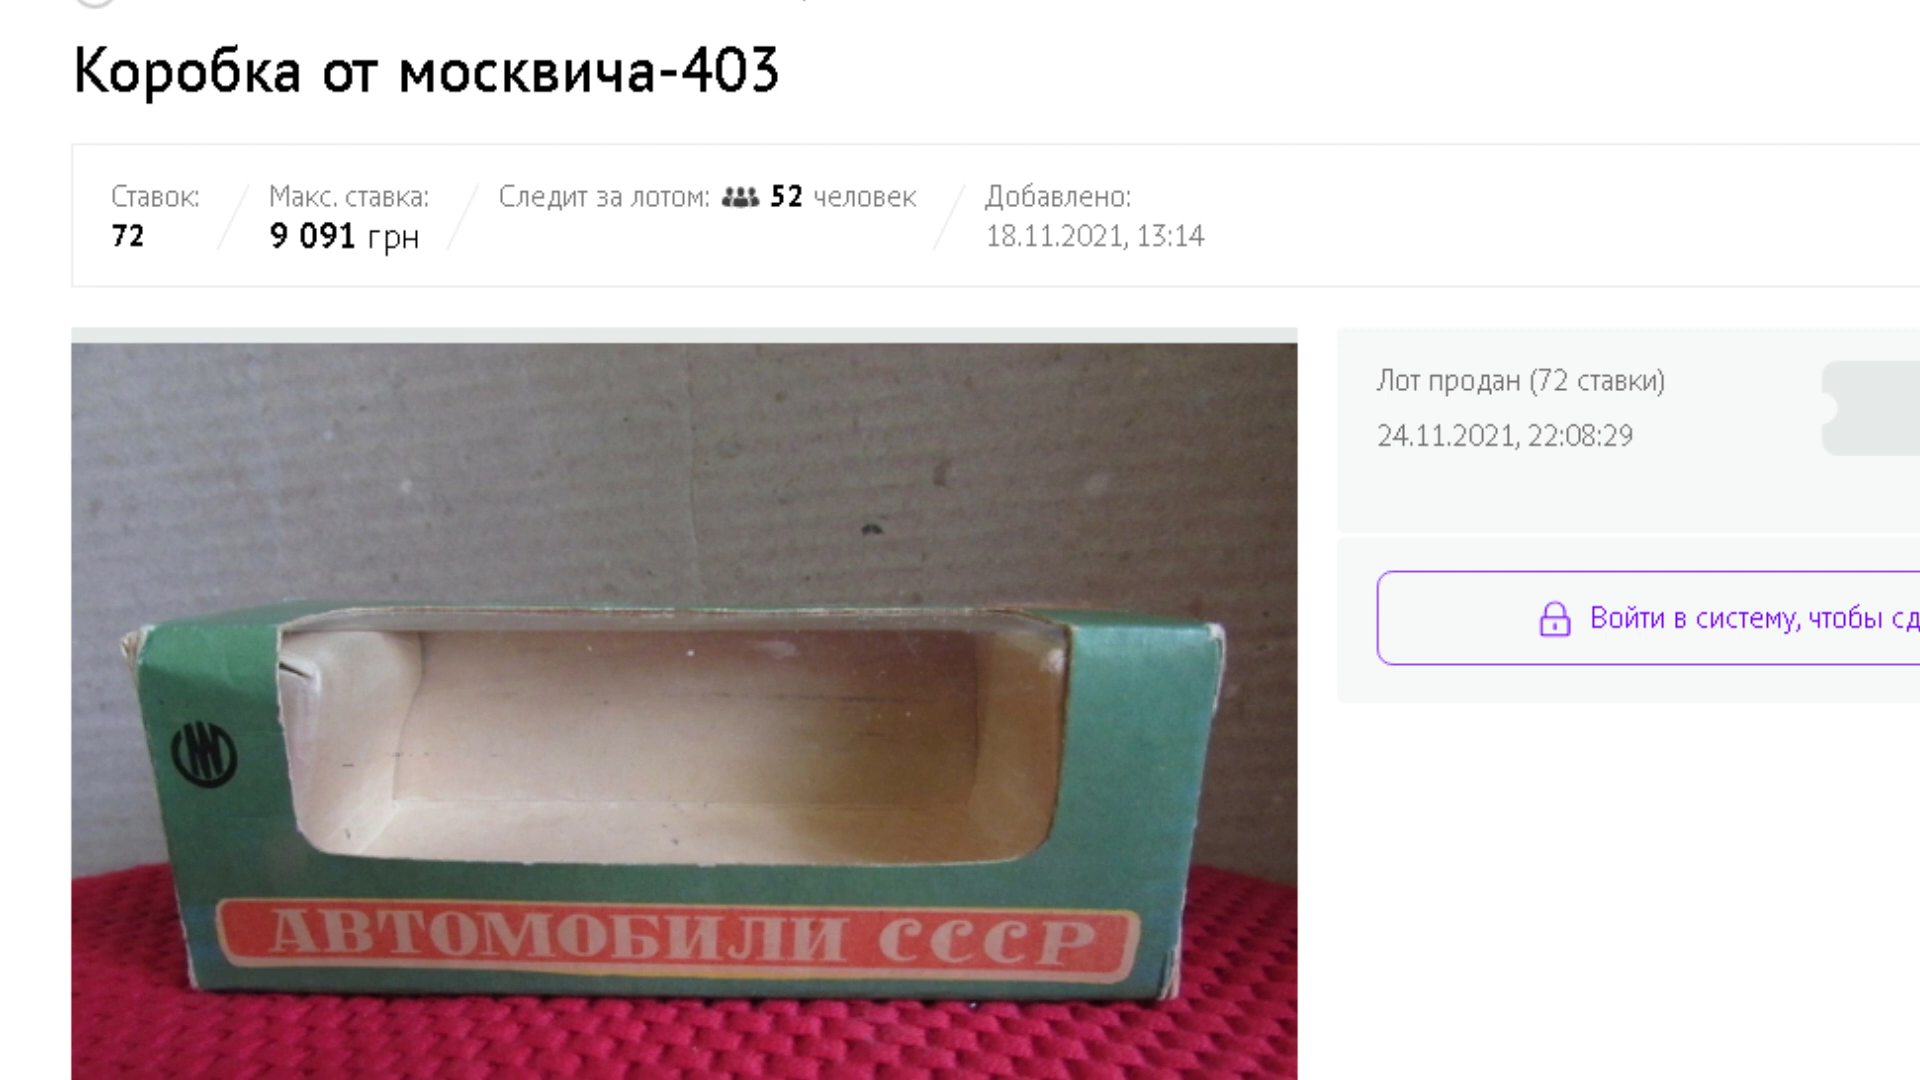 Коробка от москвича-403
Ставок:
72
Макс. ставка:
9 091 грн
Следит за лотом: 52 человек
Добавлено:
18.11.2021, 13:14
Лот продан (72 ставки)
24.11.2021, 22:08:29
Войти в систему, чтобы сд
АВТОМОБИЛИ СССР